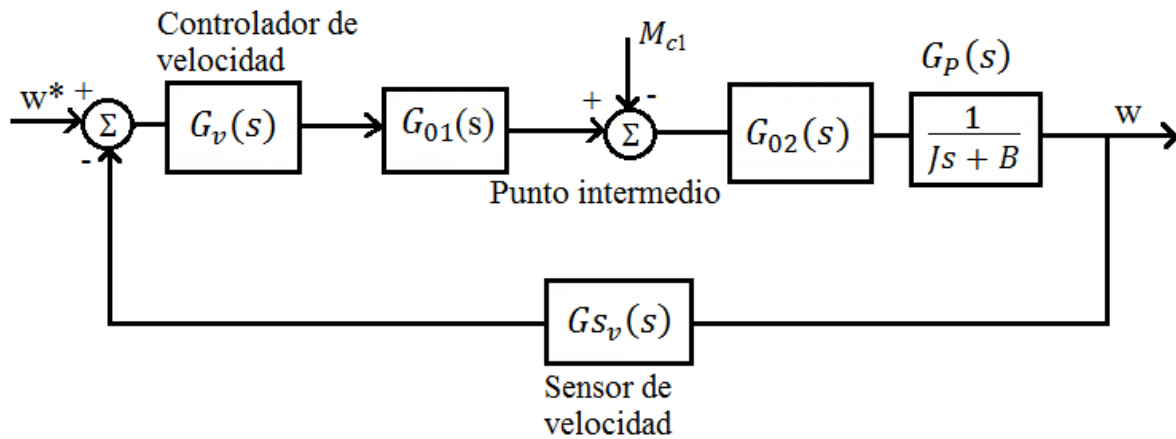 Controlador de
velocidad
w* +
Σ
-
G_v(s)
G_01(s)
M_c1
+ -
Σ
Punto intermedio
G_02(s)
G_P(s)
1
Js + B
w
Gs_v(s)
Sensor de
velocidad